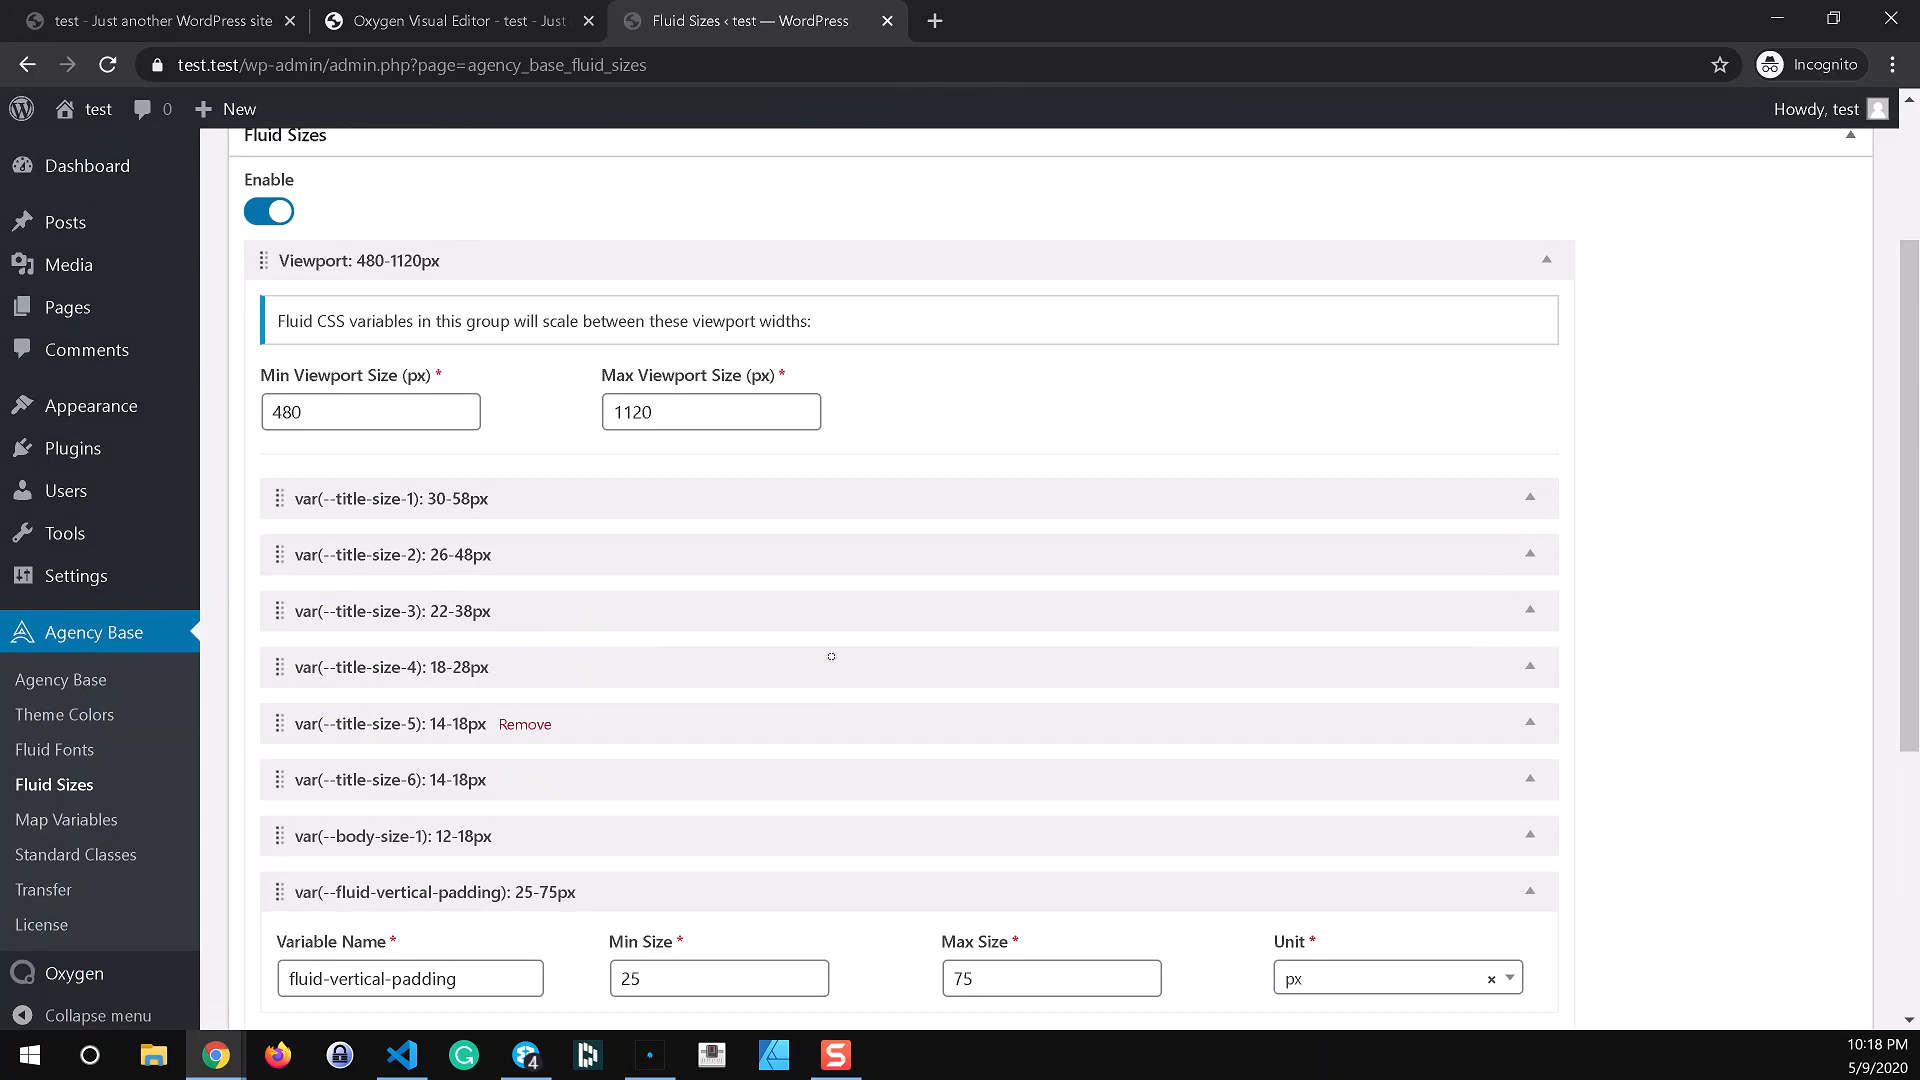 test - Just another WordPress site
Oxygen Visual Editor - test - Just
Fluid Sizes ‹ test — WordPress
test.test/wp-admin/admin.php?page=agency_base_fluid_sizes
Incognito
test
0
New
Howdy, test
Dashboard
Posts
Media
Pages
Comments
Appearance
Plugins
Users
Tools
Settings
Agency Base
Agency Base
Theme Colors
Fluid Fonts
Fluid Sizes
Map Variables
Standard Classes
Transfer
License
Oxygen
Collapse menu
Fluid Sizes
Enable
Viewport: 480-1120px
Fluid CSS variables in this group will scale between these viewport widths:
Min Viewport Size (px) * Max Viewport Size (px) *
480 1120
var(--title-size-1): 30-58px
var(--title-size-2): 26-48px
var(--title-size-3): 22-38px
var(--title-size-4): 18-28px
var(--title-size-5): 14-18px Remove
var(--title-size-6): 14-18px
var(--body-size-1): 12-18px
var(--fluid-vertical-padding): 25-75px
Variable Name * Min Size * Max Size * Unit *
fluid-vertical-padding 25 75 px ×
4
10:18 PM
5/9/2020